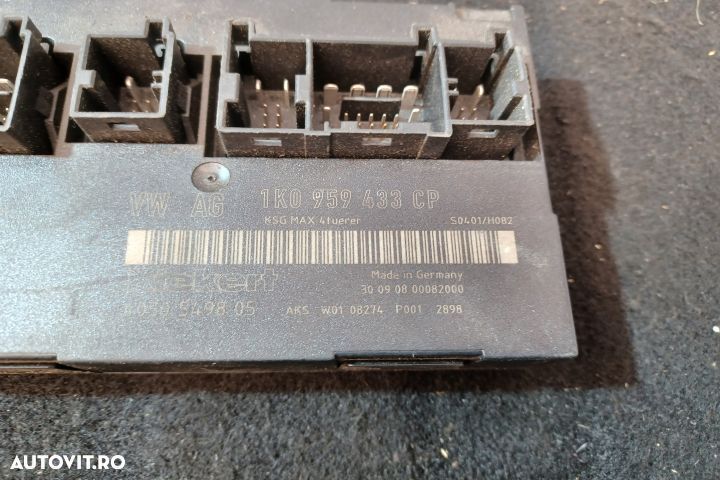 VW AG 1K0 959 433 CP
KSG MAX 4tuerer S0401/H082
Made in Germany
30 09 08 00082000
5498 05 AKS W01 08274 P001 2898
AUTOVIT.RO